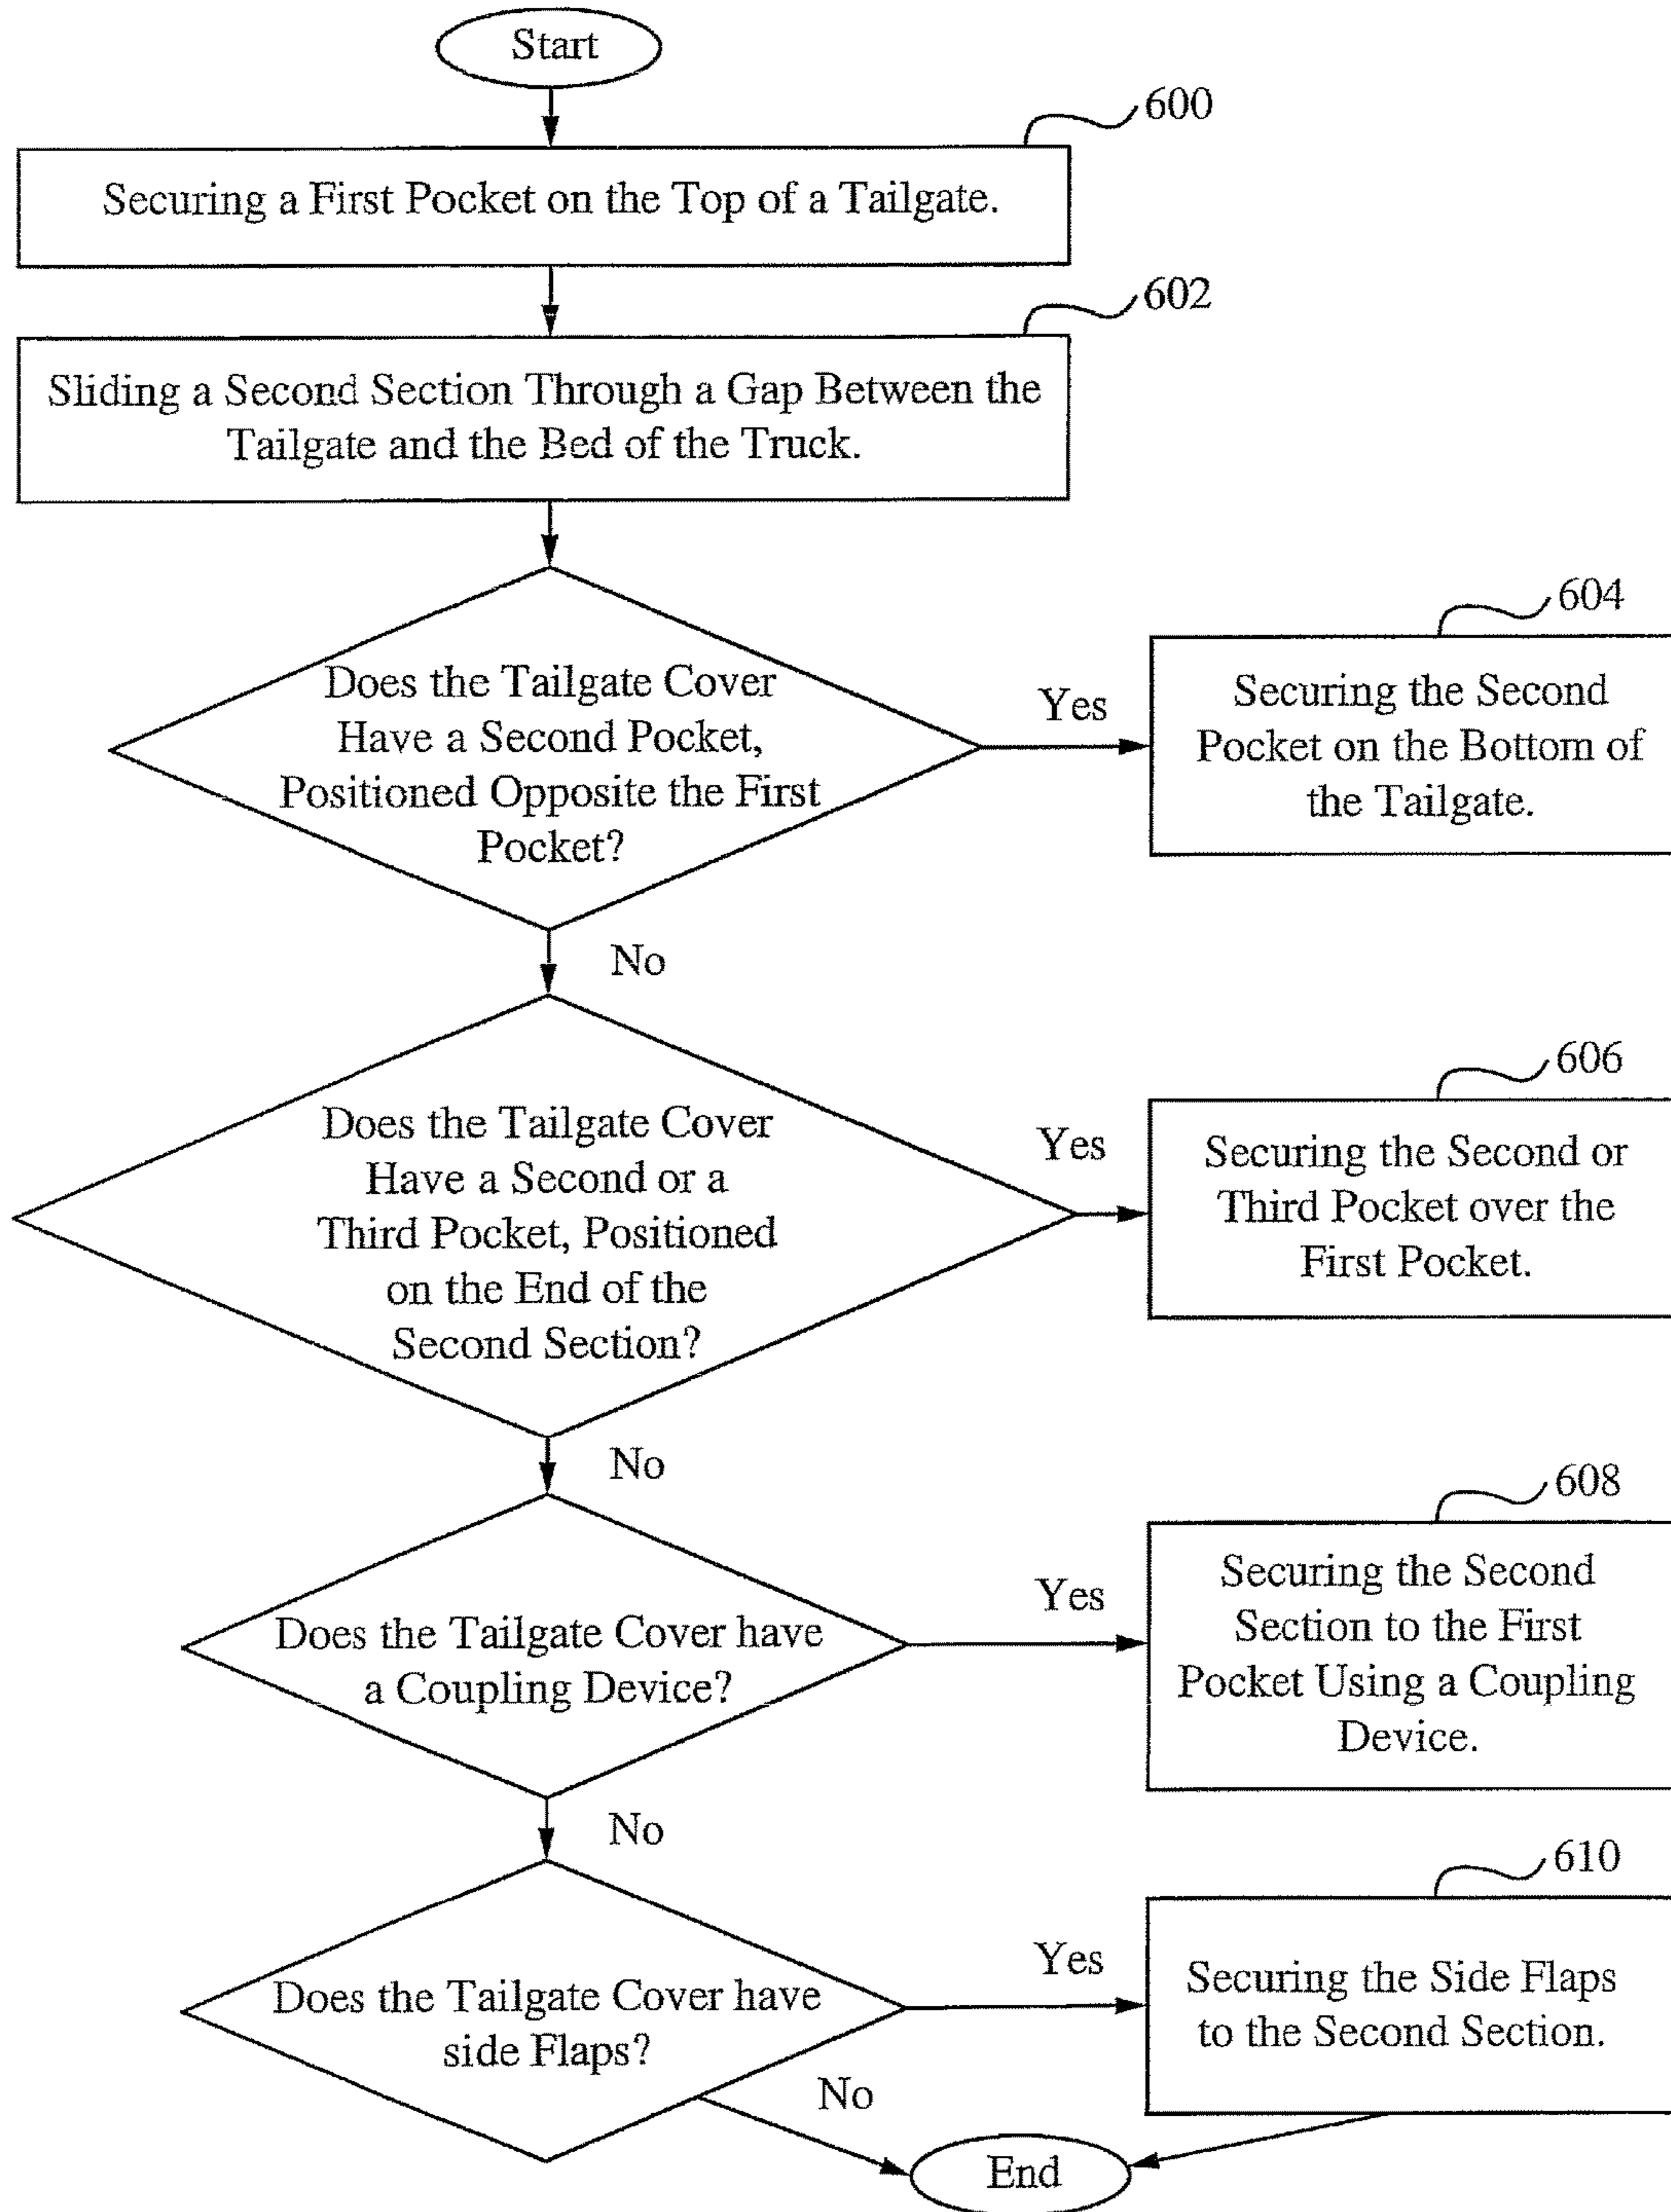 Start
600
Securing a First Pocket on the Top of a Tailgate.
602
Sliding a Second Section Through a Gap Between the
Tailgate and the Bed of the Truck.
Does the Tailgate Cover
Have a Second Pocket,
Positioned Opposite the First
Pocket?
Yes
604
Securing the Second
Pocket on the Bottom of
the Tailgate.
No
Does the Tailgate Cover
Have a Second or a
Third Pocket, Positioned
on the End of the
Second Section?
Yes
606
Securing the Second or
Third Pocket over the
First Pocket.
No
Does the Tailgate Cover have
a Coupling Device?
Yes
608
Securing the Second
Section to the First
Pocket Using a Coupling
Device.
No
Does the Tailgate Cover have
side Flaps?
Yes
610
Securing the Side Flaps
to the Second Section.
No
End